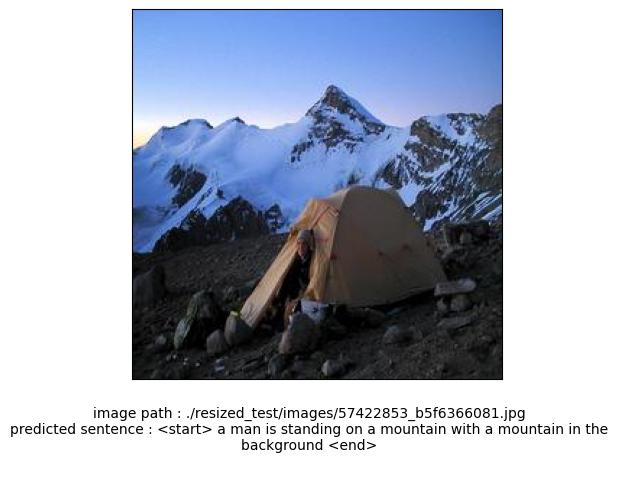 image path : ./resized_test/images/57422853_b5f6366081.jpg
predicted sentence : <start> a man is standing on a mountain with a mountain in the
background <end>